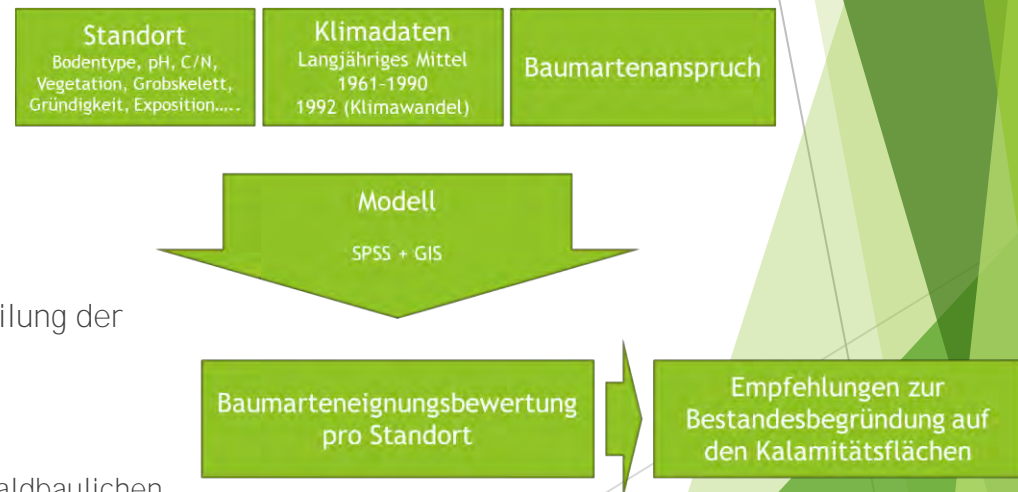 Standort
Bodentype, pH, C/N,
Vegetation, Grobskelett,
Gründigkeit, Exposition…..
Klimadaten
Langjähriges Mittel
1961-1990
1992 (Klimawandel)
Baumartenanspruch
Modell
SPSS + GIS
ilung der
Baumarteneignungsbewertung
pro Standort
Empfehlungen zur
Bestandesbegründung auf
den Kalamitätsflächen
aldbaulichen